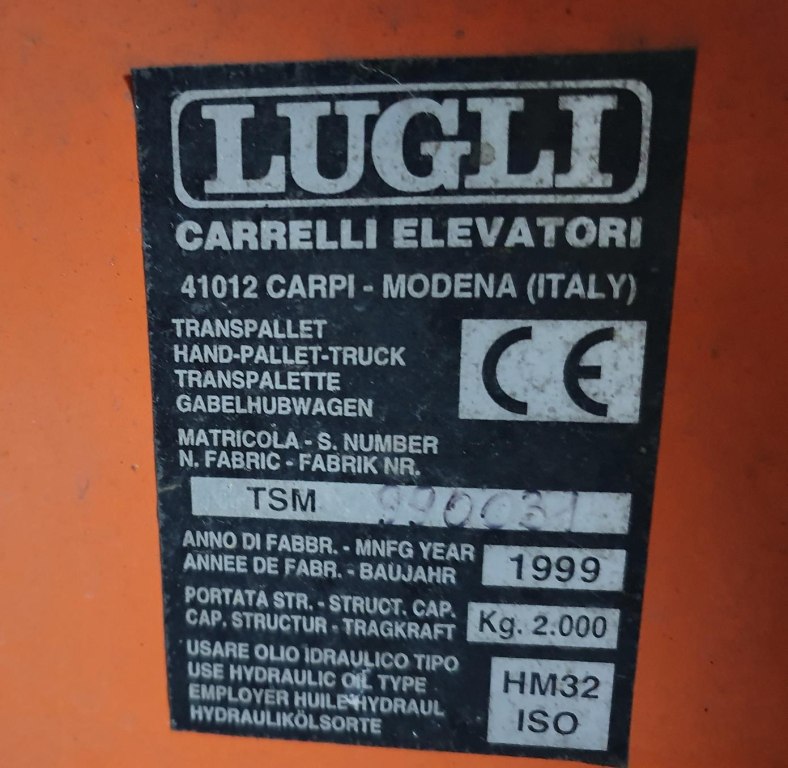 LUGLI
CARRELLI ELEVATORI
41012 CARPI - MODENA (ITALY)
TRANSPALLET
HAND-PALLET-TRUCK
TRANSPALETTE
GABELHUBWAGEN
CE
MATRICOLA - S. NUMBER
N. FABRIC - FABRIK NR.
TSM 990031
ANNO DI FABBR. - MNFG YEAR
ANNEE DE FABR. - BAUJAHR
1999
PORTATA STR. - STRUCT. CAP.
CAP. STRUCTUR - TRAGKRAFT
Kg. 2.000
USARE OLIO IDRAULICO TIPO
USE HYDRAULIC OIL TYPE
EMPLOYER HUILE HYDRAUL
HYDRAULIKÖLSORTE
HM32
ISO